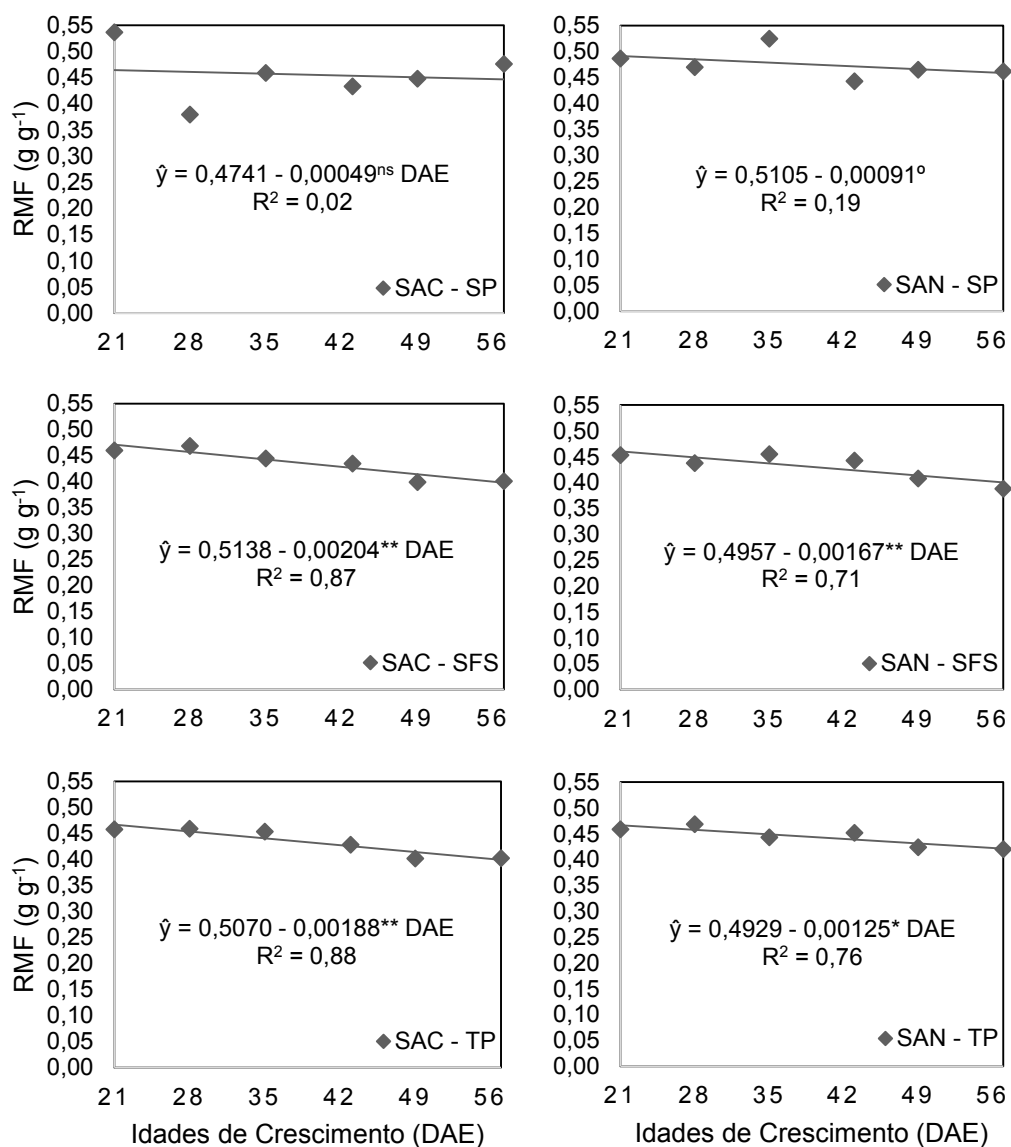 RMF (g g⁻¹)
0,55
0,50
0,45
0,40
0,35
0,30
0,25
0,20
0,15
0,10
0,05
0,00
ŷ = 0,4741 - 0,00049ⁿˢ DAE
R² = 0,02
SAC - SP
21 28 35 42 49 56
0,55
0,50
0,45
0,40
0,35
0,30
0,25
0,20
0,15
0,10
0,05
0,00
ŷ = 0,5105 - 0,00091º
R² = 0,19
SAN - SP
21 28 35 42 49 56
RMF (g g⁻¹)
0,55
0,50
0,45
0,40
0,35
0,30
0,25
0,20
0,15
0,10
0,05
0,00
ŷ = 0,5138 - 0,00204** DAE
R² = 0,87
SAC - SFS
21 28 35 42 49 56
0,55
0,50
0,45
0,40
0,35
0,30
0,25
0,20
0,15
0,10
0,05
0,00
ŷ = 0,4957 - 0,00167** DAE
R² = 0,71
SAN - SFS
21 28 35 42 49 56
RMF (g g⁻¹)
0,55
0,50
0,45
0,40
0,35
0,30
0,25
0,20
0,15
0,10
0,05
0,00
ŷ = 0,5070 - 0,00188** DAE
R² = 0,88
SAC - TP
21 28 35 42 49 56
Idades de Crescimento (DAE)
0,55
0,50
0,45
0,40
0,35
0,30
0,25
0,20
0,15
0,10
0,05
0,00
ŷ = 0,4929 - 0,00125* DAE
R² = 0,76
SAN - TP
21 28 35 42 49 56
Idades de Crescimento (DAE)